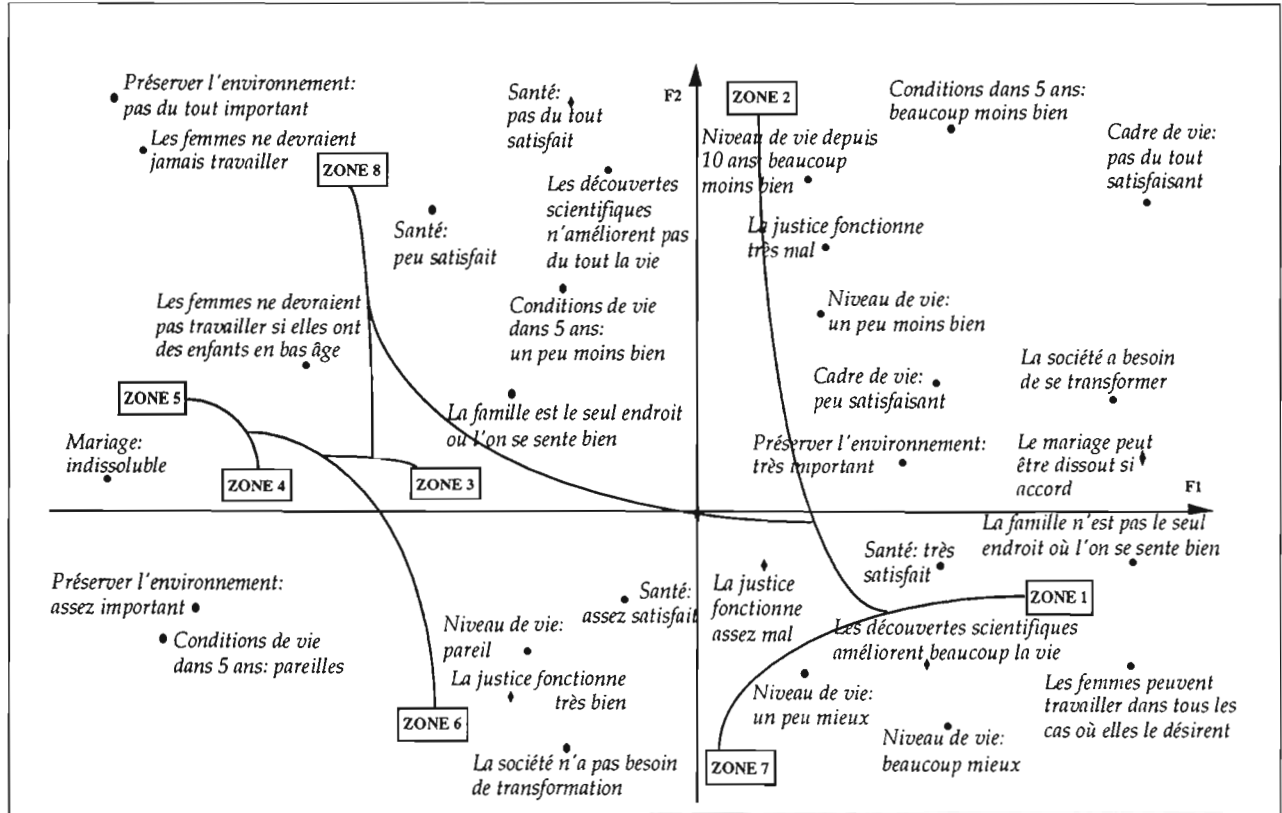 Préserver l'environnement:
pas du tout important
Les femmes ne devraient
jamais travailler
ZONE 8
Santé:
pas du tout
satisfait
F2
ZONE 2
Conditions dans 5 ans:
beaucoup moins bien
Cadre de vie:
pas du tout
satisfaisant
Niveau de vie depuis
10 ans: beaucoup
moins bien
Les découvertes
scientifiques
n'améliorent pas
du tout la vie
Santé:
peu satisfait
La justice fonctionne
très mal
Les femmes ne devraient
pas travailler si elles ont
des enfants en bas âge
Conditions de vie
dans 5 ans:
un peu moins bien
Niveau de vie:
un peu moins bien
La société a besoin
de se transformer
Cadre de vie:
peu satisfaisant
ZONE 5
La famille est le seul endroit
où l'on se sente bien
Mariage:
indissoluble
ZONE 4
ZONE 3
Préserver l'environnement:
très important
Le mariage peut
être dissout si
accord
F1
La famille n'est pas le seul
endroit où l'on se sente bien
Santé: très
satisfait
Préserver l'environnement:
assez important
Conditions de vie
dans 5 ans: pareilles
Santé:
assez satisfait
La justice
fonctionne
assez mal
ZONE 1
Niveau de vie:
pareil
Les découvertes scientifiques
améliorent beaucoup la vie
La justice fonctionne
très bien
ZONE 6
Niveau de vie:
un peu mieux
Les femmes peuvent
travailler dans tous les
cas où elles le désirent
La société n'a pas besoin
de transformation
ZONE 7
Niveau de vie:
beaucoup mieux